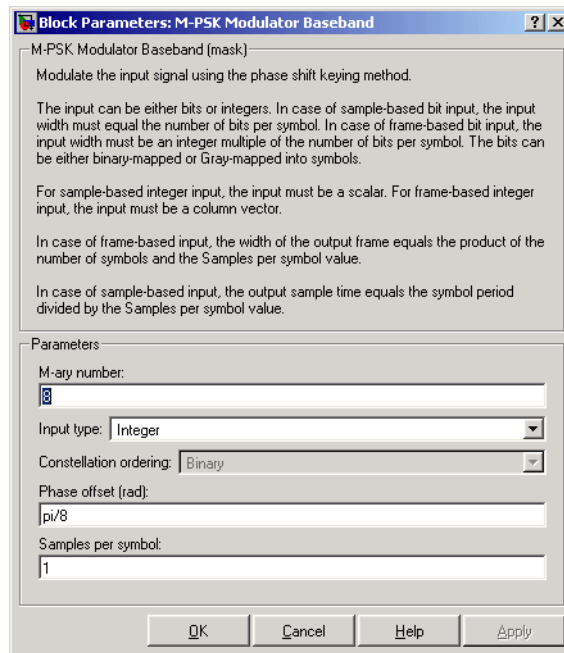 Block Parameters: M-PSK Modulator Baseband
M-PSK Modulator Baseband (mask)
Modulate the input signal using the phase shift keying method.
The input can be either bits or integers. In case of sample-based bit input, the input
width must equal the number of bits per symbol. In case of frame-based bit input, the
input width must be an integer multiple of the number of bits per symbol. The bits can
be either binary-mapped or Gray-mapped into symbols.
For sample-based integer input, the input must be a scalar. For frame-based integer
input, the input must be a column vector.
In case of frame-based input, the width of the output frame equals the product of the
number of symbols and the Samples per symbol value.
In case of sample-based input, the output sample time equals the symbol period
divided by the Samples per symbol value.
Parameters
M-ary number:
8
Input type: Integer
Constellation ordering: Binary
Phase offset (rad):
pi/8
Samples per symbol:
1
OK Cancel Help Apply